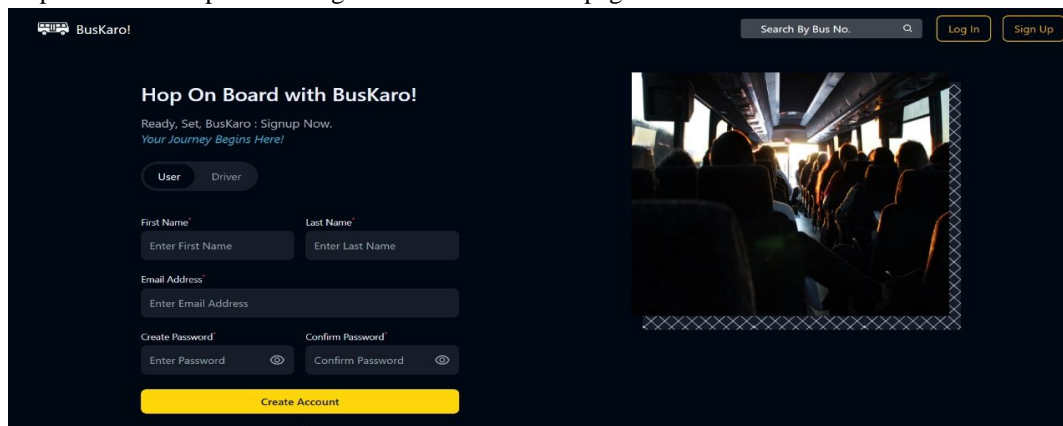 BusKaro!
Search By Bus No.
Log In
Sign Up
Hop On Board with BusKaro!
Ready, Set, BusKaro : Signup Now.
Your Journey Begins Here!
User Driver
First Name* Last Name*
Enter First Name Enter Last Name
Email Address*
Enter Email Address
Create Password* Confirm Password*
Enter Password Confirm Password
Create Account